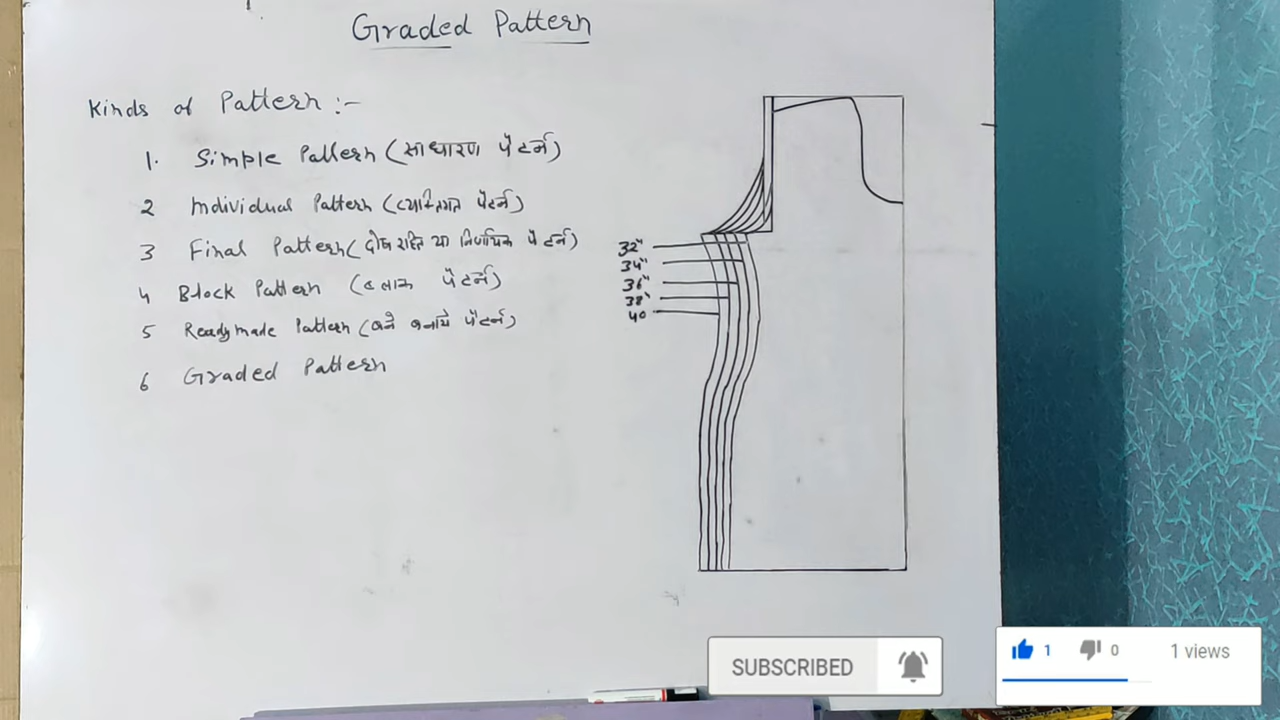 Graded Pattern
Kinds of Pattern :-
1. Simple Pattern (साधारण पैटर्न)
2 Individual Pattern (व्यक्तिगत पैटर्न)
3 Final Pattern (दोष रहित या निर्णायिक पैटर्न)
4 Block Pattern (ब्लाक पैटर्न)
5 Readymade Pattern (बने बनाये पैटर्न)
6 Graded Pattern
32"
34"
36"
38"
40
SUBSCRIBED
1 0 1 views